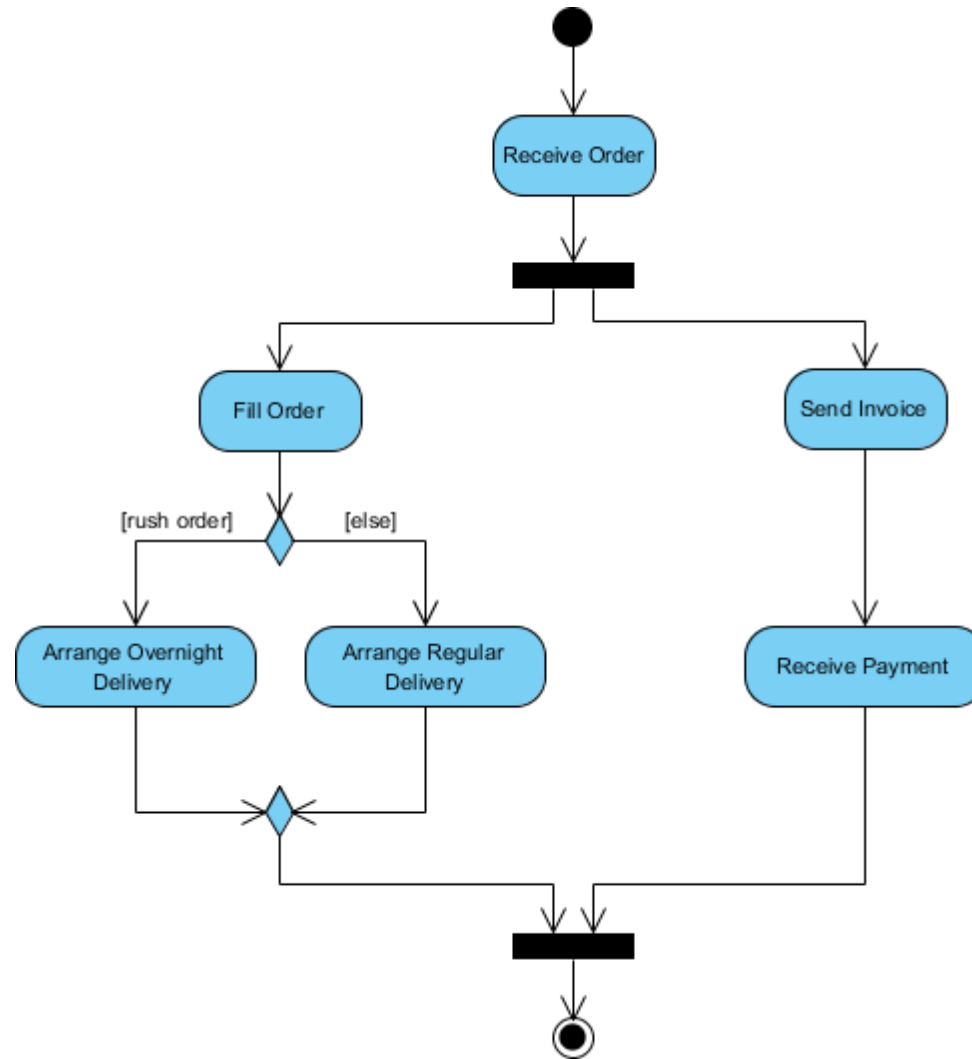 Receive Order
Fill Order
Send Invoice
[rush order]
[else]
Arrange Overnight
Delivery
Arrange Regular
Delivery
Receive Payment